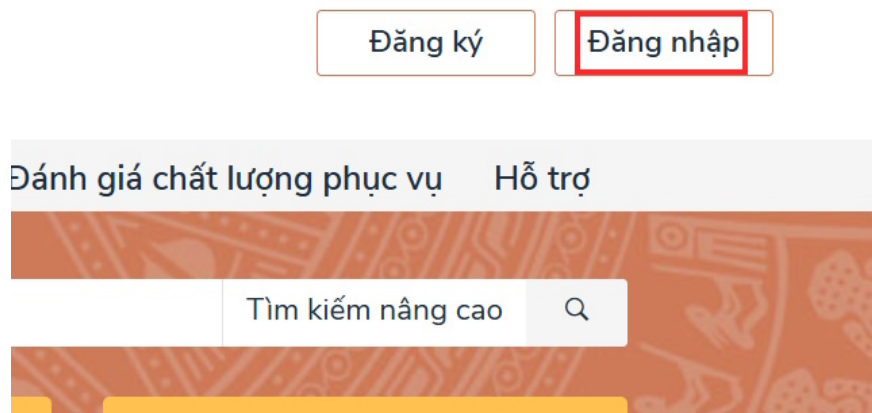 Đăng ký Đăng nhập
Đánh giá chất lượng phục vụ Hỗ trợ
Tìm kiếm nâng cao